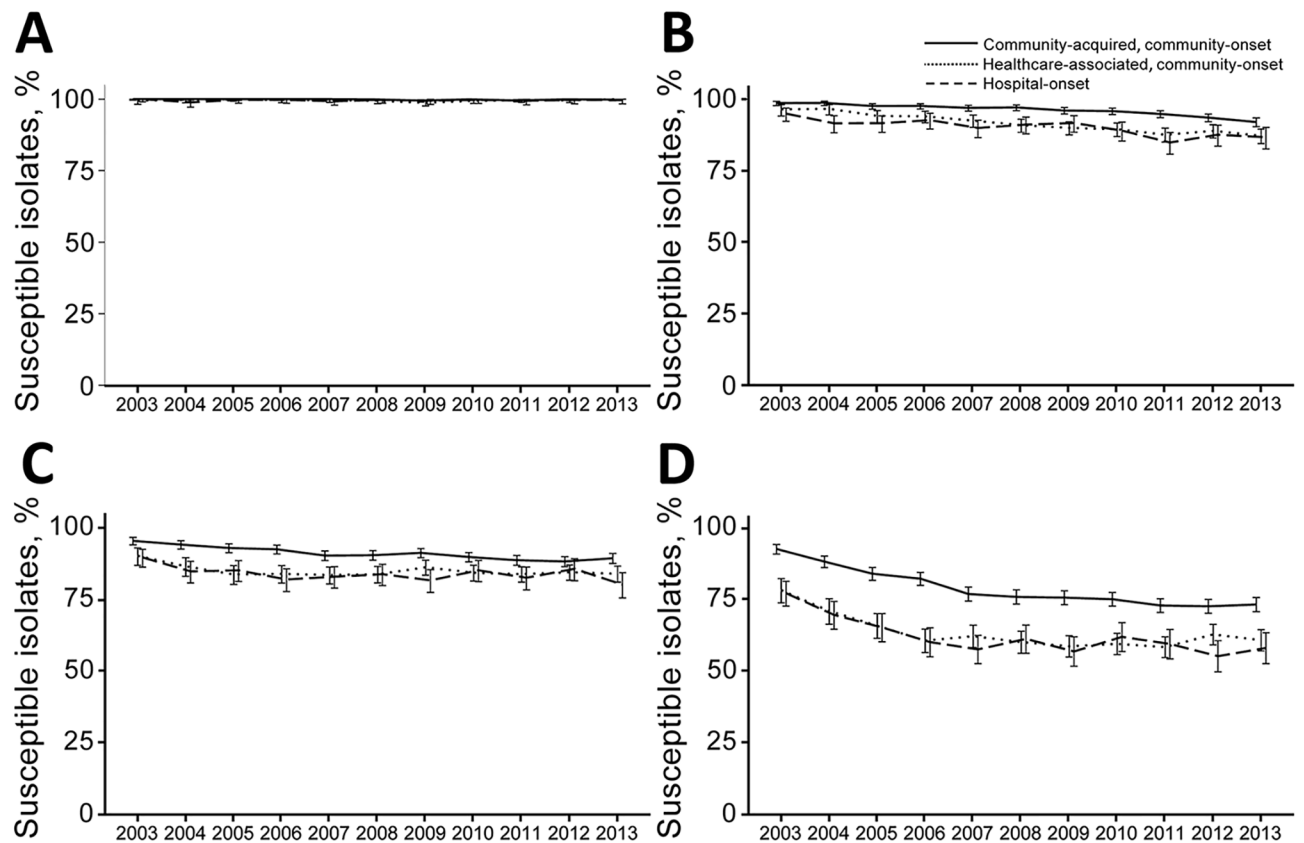 A
Susceptible isolates, %
100
75
50
25
0
2003 2004 2005 2006 2007 2008 2009 2010 2011 2012 2013
B
Community-acquired, community-onset
Healthcare-associated, community-onset
Hospital-onset
Susceptible isolates, %
100
75
50
25
0
2003 2004 2005 2006 2007 2008 2009 2010 2011 2012 2013
C
Susceptible isolates, %
100
75
50
25
0
2003 2004 2005 2006 2007 2008 2009 2010 2011 2012 2013
D
Susceptible isolates, %
100
75
50
25
0
2003 2004 2005 2006 2007 2008 2009 2010 2011 2012 2013